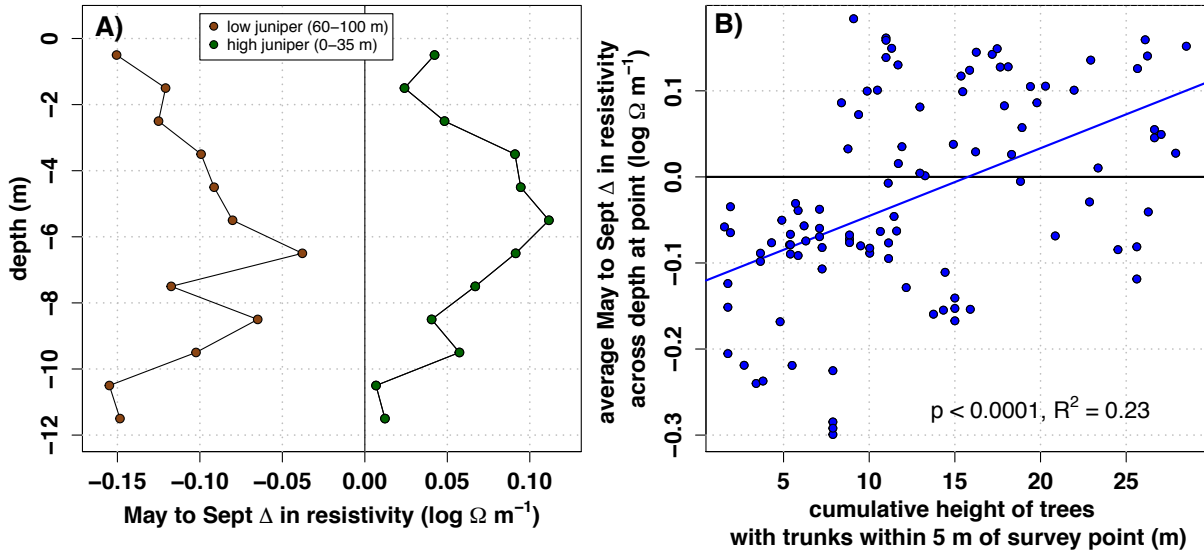 A)
low juniper (60−100 m)
high juniper (0−35 m)
0
−2
−4
−6
−8
−10
−12
depth (m)
−0.15
−0.10
−0.05
0.00
0.05
0.10
May to Sept Δ in resistivity (log Ω m⁻¹)
B)
average May to Sept Δ in resistivity
across depth at point (log Ω m⁻¹)
0.1
0.0
−0.1
−0.2
−0.3
p < 0.0001, R² = 0.23
5
10
15
20
25
cumulative height of trees
with trunks within 5 m of survey point (m)